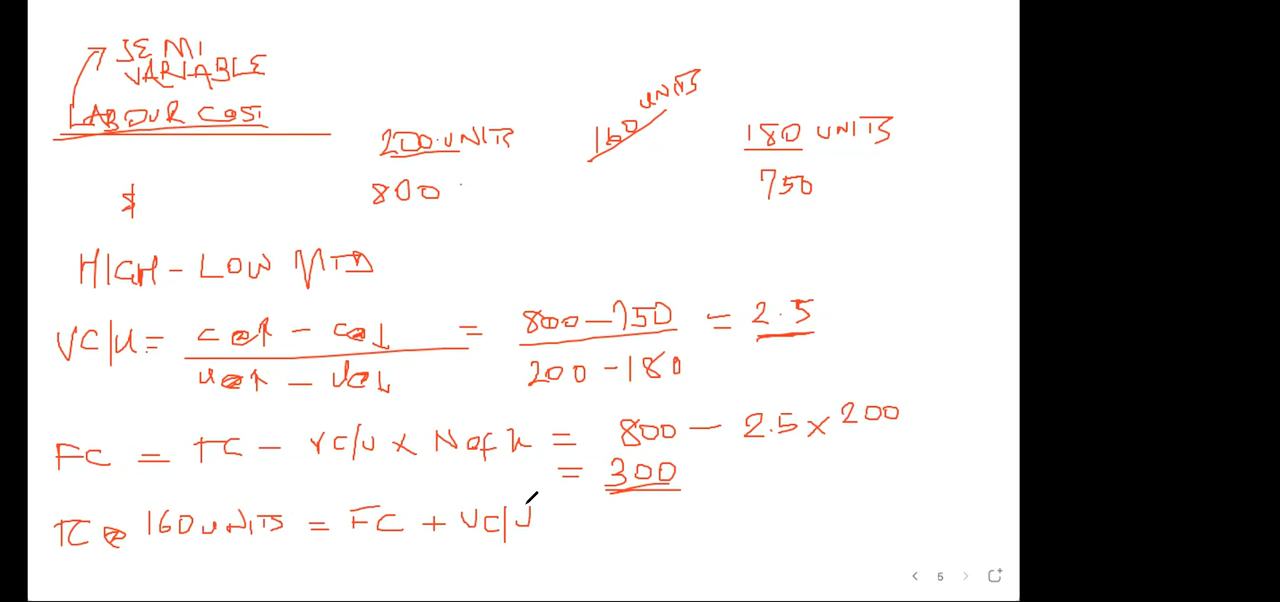 SEMI
VARIABLE
LABOUR COST
200 UNITS 160 UNITS 180 UNITS
$ 800 750
HIGH - LOW MTD
VC/U = C@↑ - C@↓ / U@↑ - U@↓ = 800 - 750 / 200 - 180 = 2.5
FC = TC - VC/U × N of u = 800 - 2.5 × 200
= 300
TC @ 160 UNITS = FC + VC/U
< 5 >